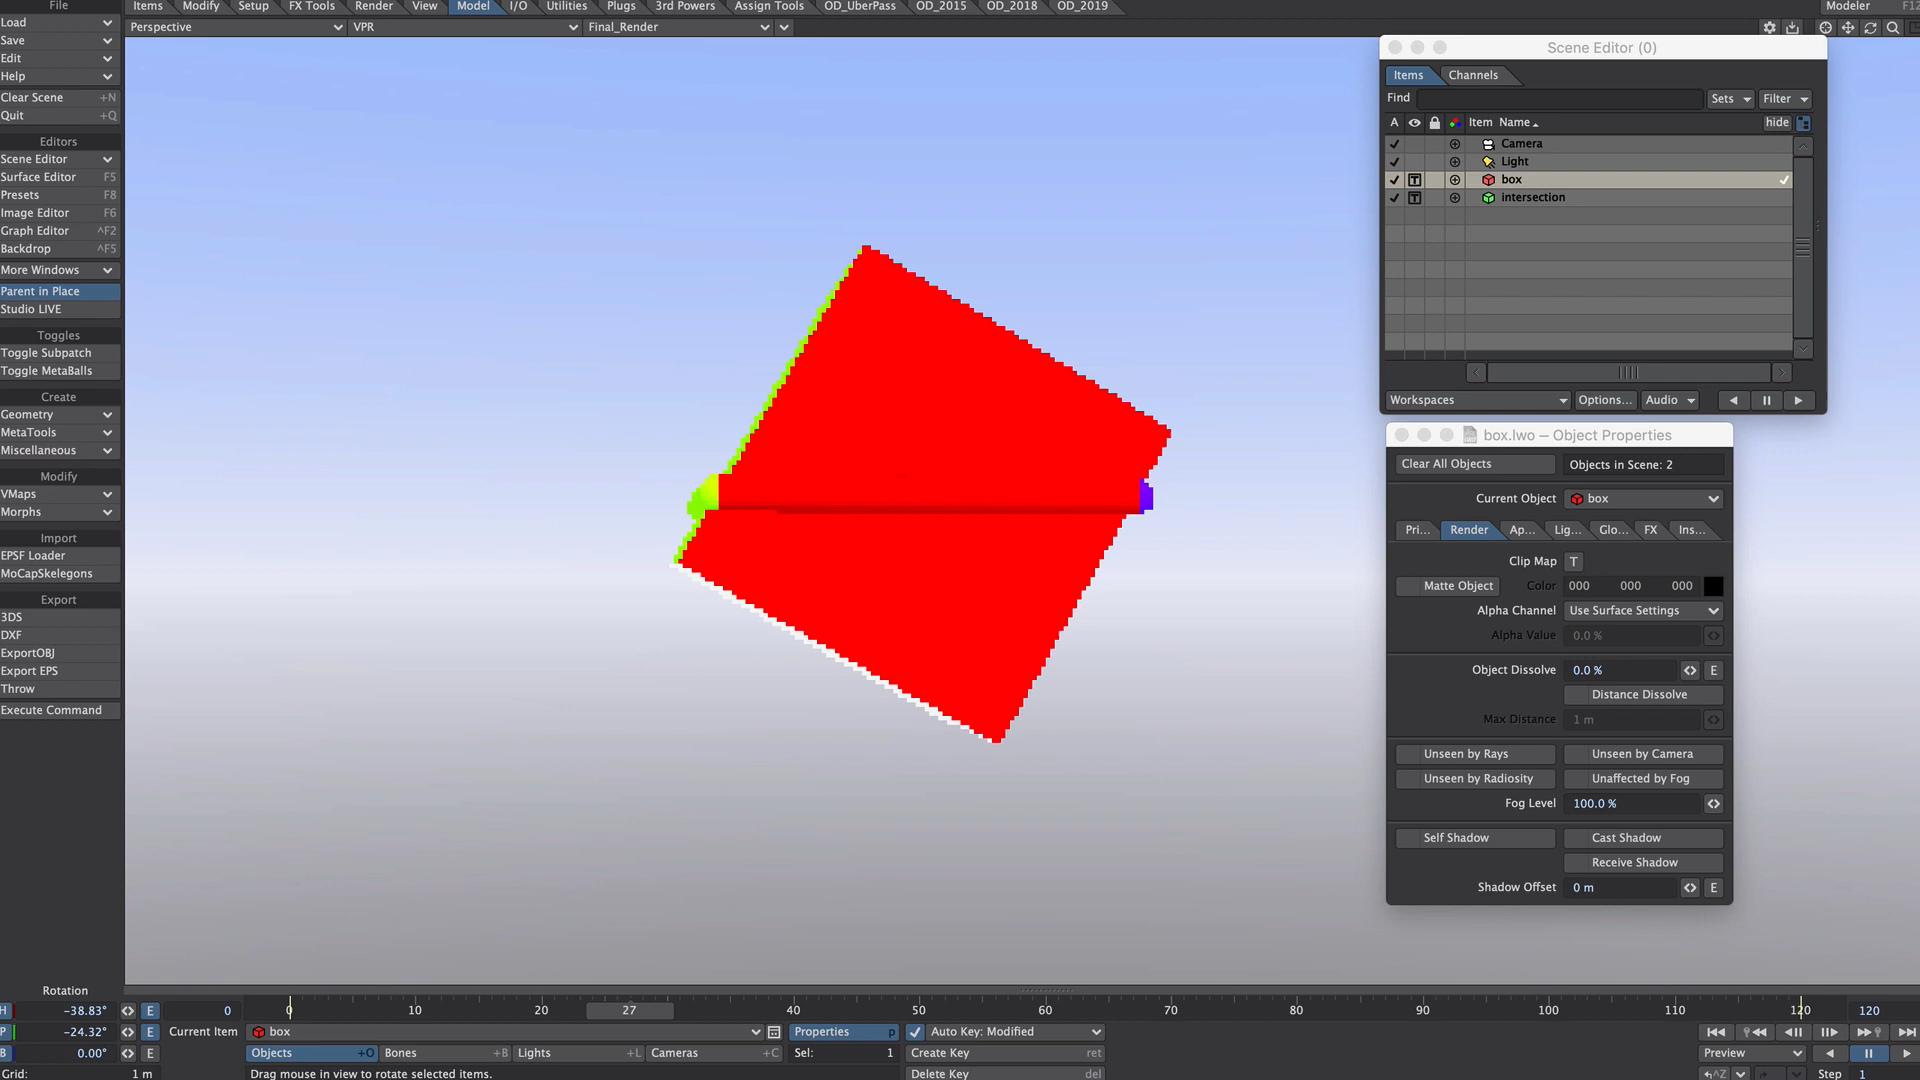 File
Items Modify Setup FX Tools Render View Model I/O Utilities Plugs 3rd Powers Assign Tools OD_UberPass OD_2015 OD_2018 OD_2019 Modeler F12
Load
Perspective VPR Final_Render
Save
Edit
Help
Clear Scene +N
Quit +Q
Editors
Scene Editor
Surface Editor F5
Presets F8
Image Editor F6
Graph Editor ^F2
Backdrop ^F5
More Windows
Parent in Place
Studio LIVE
Toggles
Toggle Subpatch
Toggle MetaBalls
Create
Geometry
MetaTools
Miscellaneous
Modify
VMaps
Morphs
Import
EPSF Loader
MoCapSkelegons
Export
3DS
DXF
ExportOBJ
Export EPS
Throw
Execute Command
Scene Editor (0)
Items Channels
Find Sets Filter
A Item Name hide
Camera
Light
T box
T intersection
Workspaces Options... Audio
box.lwo — Object Properties
Clear All Objects Objects in Scene: 2
Current Object box
Pri... Render Ap... Lig... Glo... FX Ins...
Clip Map T
Matte Object Color 000 000 000
Alpha Channel Use Surface Settings
Alpha Value 0.0 %
Object Dissolve 0.0 % E
Distance Dissolve
Max Distance 1 m
Unseen by Rays Unseen by Camera
Unseen by Radiosity Unaffected by Fog
Fog Level 100.0 %
Self Shadow Cast Shadow
Receive Shadow
Shadow Offset 0 m E
Rotation
H -38.83° E 0 0 10 20 27 40 50 60 70 80 90 100 110 120 120
P -24.32° E Current Item box Properties p Auto Key: Modified
B 0.00° E Objects +O Bones +B Lights +L Cameras +C Sel: 1 Create Key ret Preview
Grid: 1 m Drag mouse in view to rotate selected items. Delete Key del ^Z Step 1